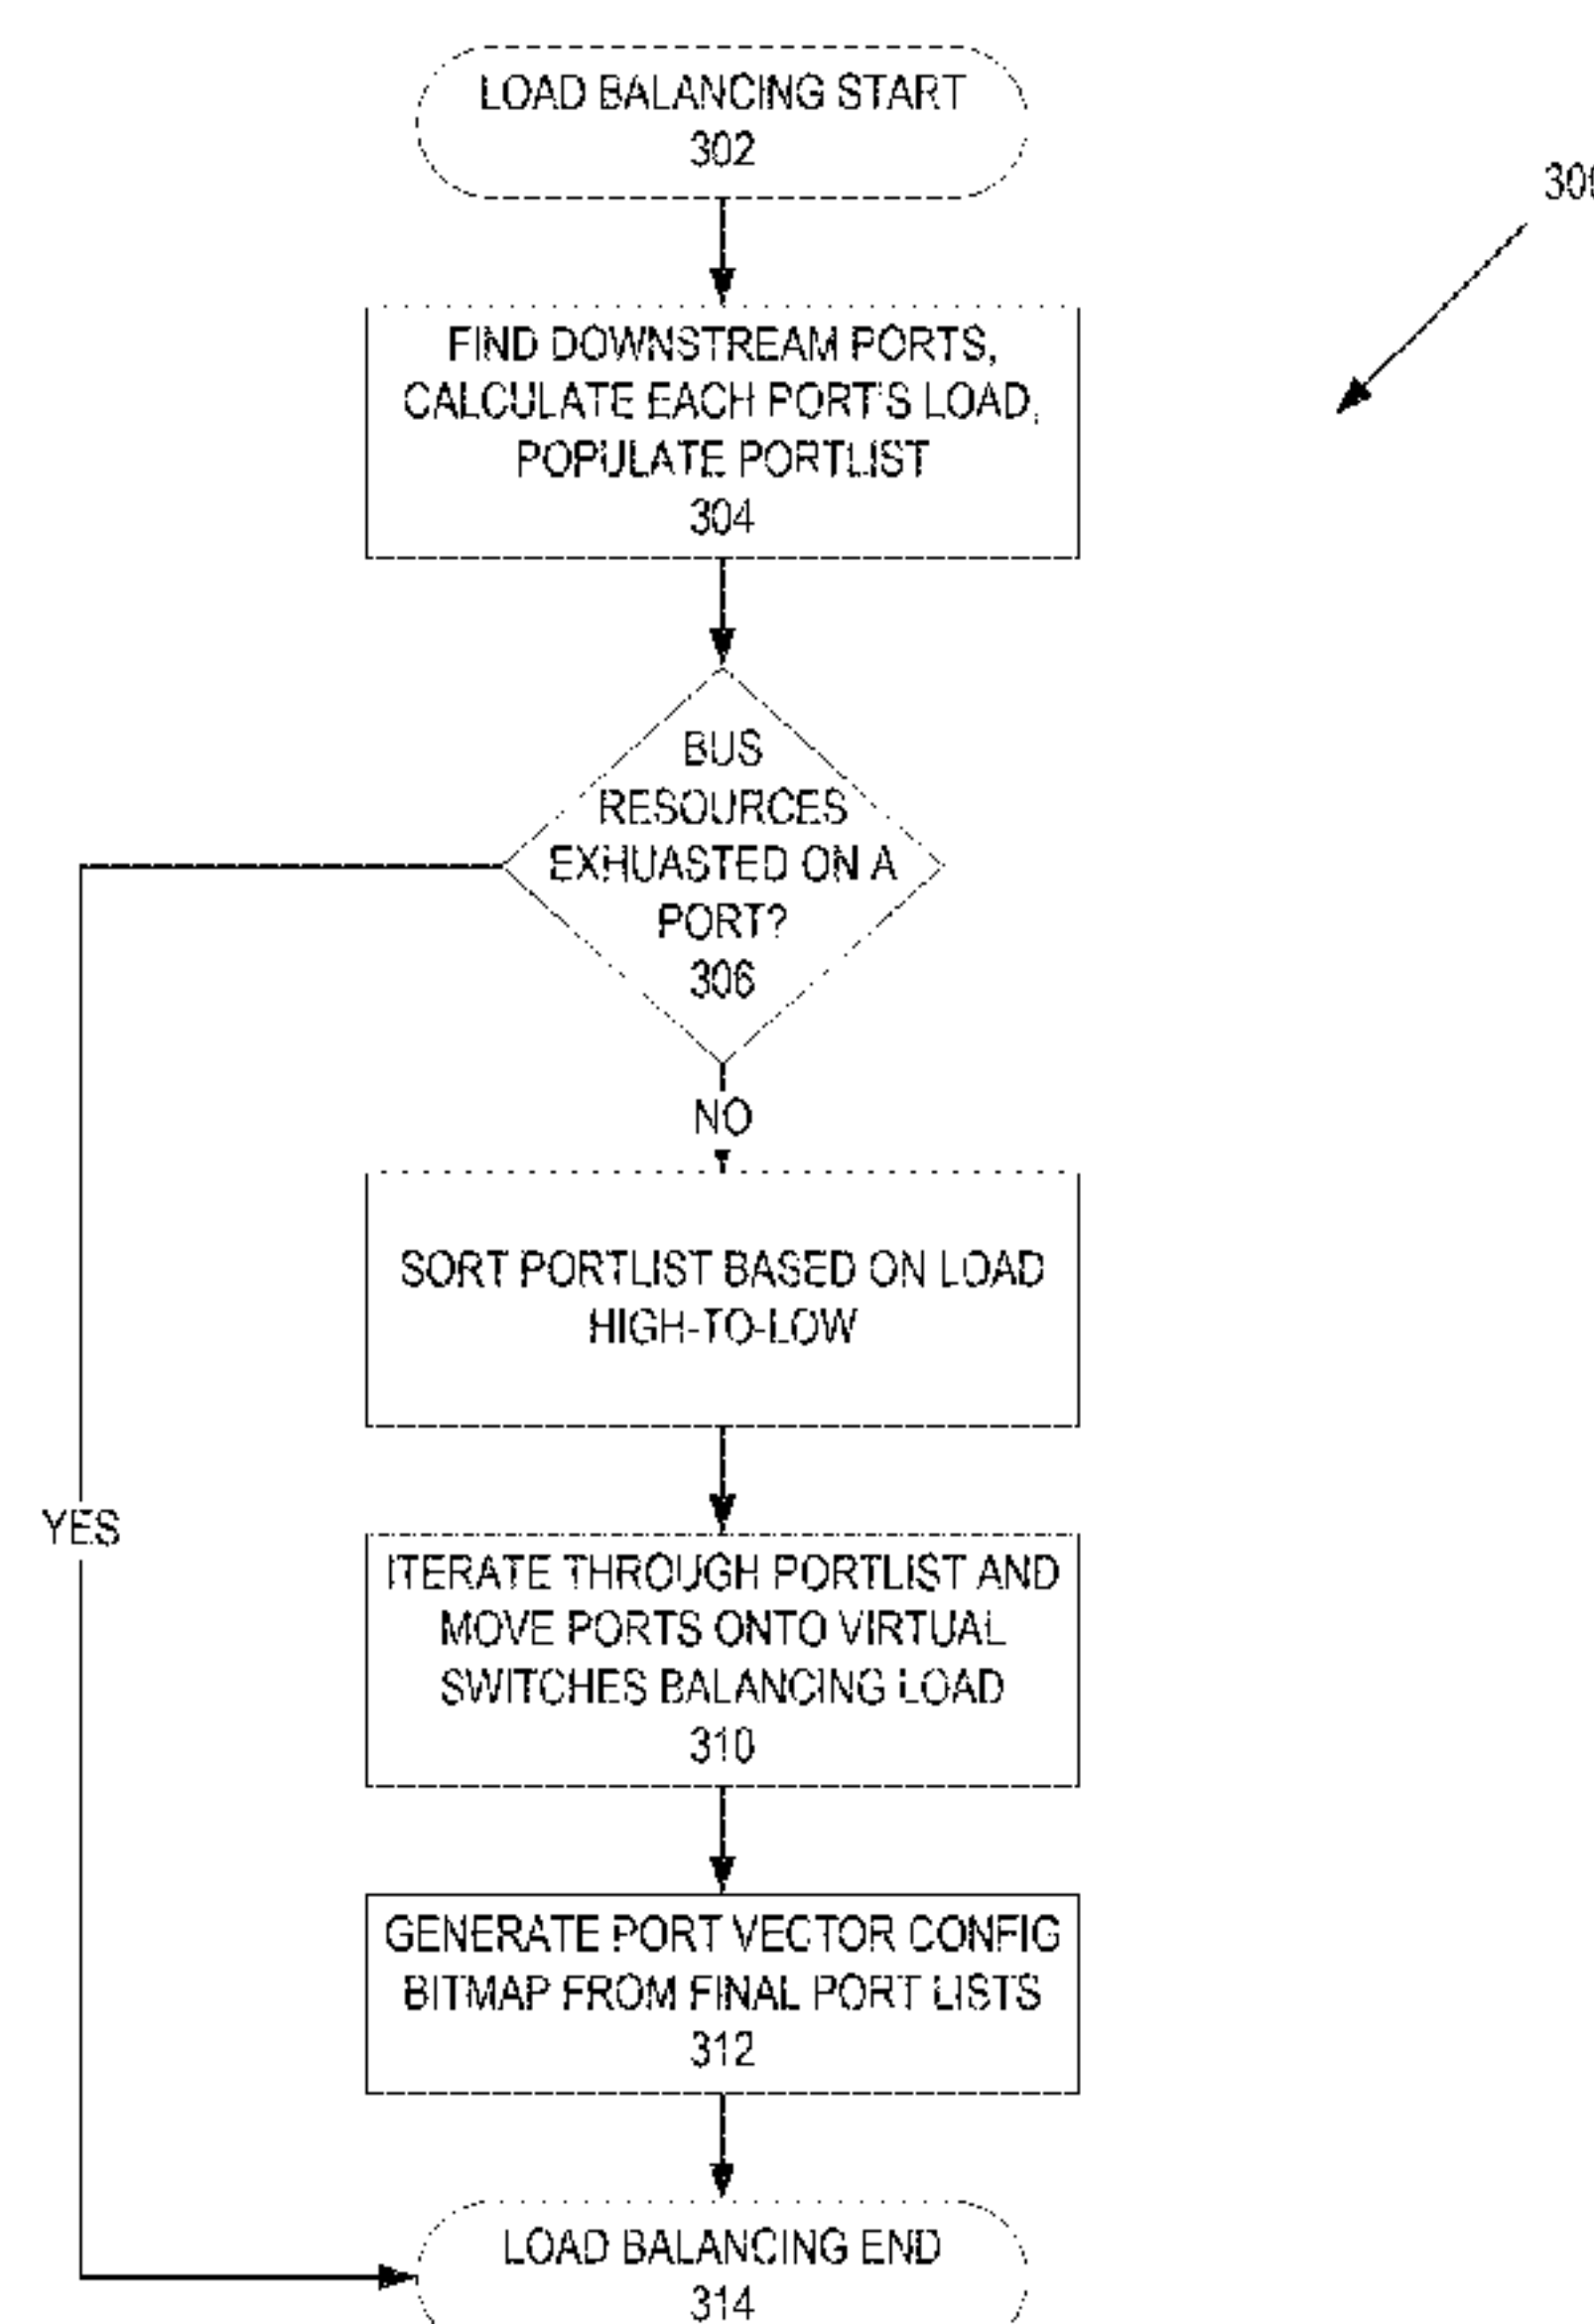 LOAD BALANCING START
302
FIND DOWNSTREAM PORTS,
CALCULATE EACH PORT'S LOAD,
POPULATE PORTLIST
304
BUS
RESOURCES
EXHUASTED ON A
PORT?
306
NO
SORT PORTLIST BASED ON LOAD
HIGH-TO-LOW
YES
ITERATE THROUGH PORTLIST AND
MOVE PORTS ONTO VIRTUAL
SWITCHES BALANCING LOAD
310
GENERATE PORT VECTOR CONFIG
BITMAP FROM FINAL PORT LISTS
312
LOAD BALANCING END
314